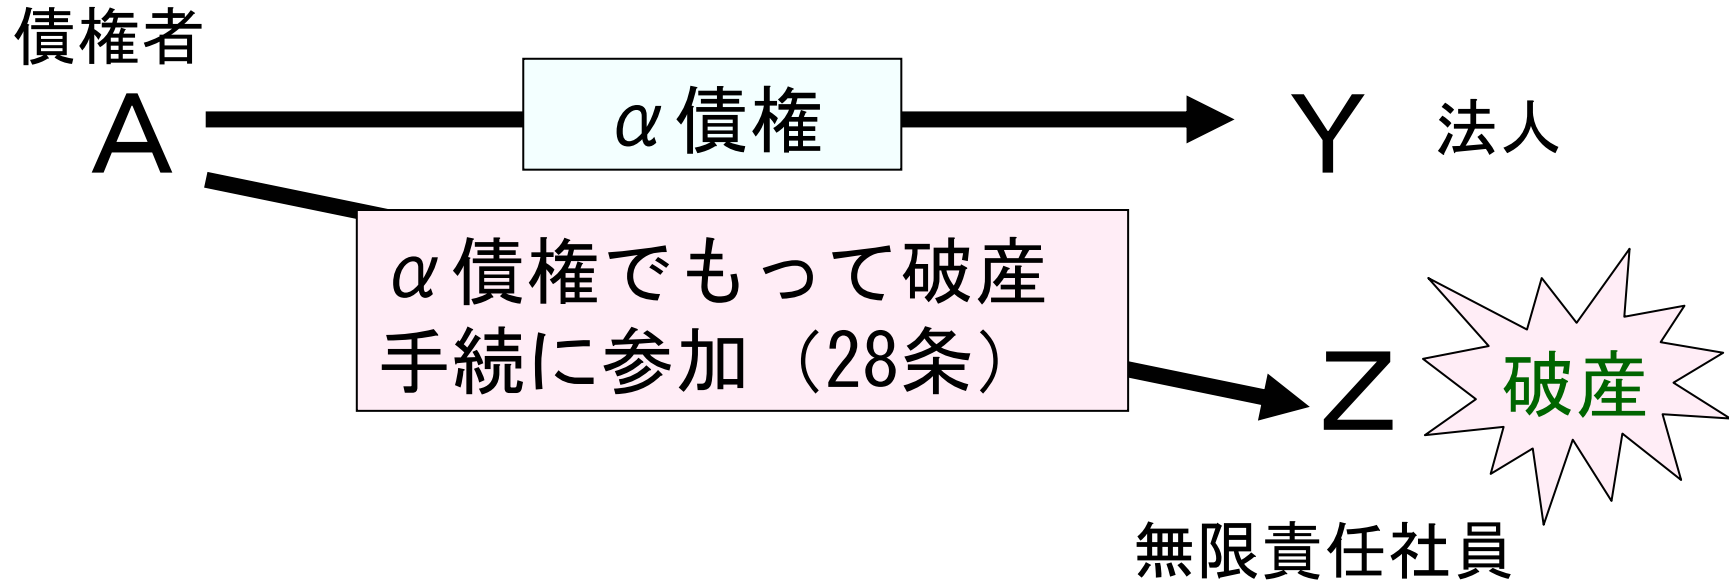 債権者
A
α債権
Y 法人
α債権でもって破産
手続に参加（28条）
Z
破産
無限責任社員